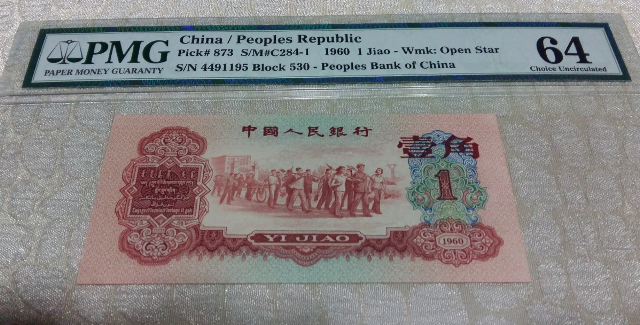 PMG
PAPER MONEY GUARANTY
China / Peoples Republic
Pick# 873 S/M#C284-1 1960 1 Jiao - Wmk: Open Star
S/N 4491195 Block 530 - Peoples Bank of China
64
Choice Uncirculated
中國人民銀行
壹角
1
YI JIAO
1960